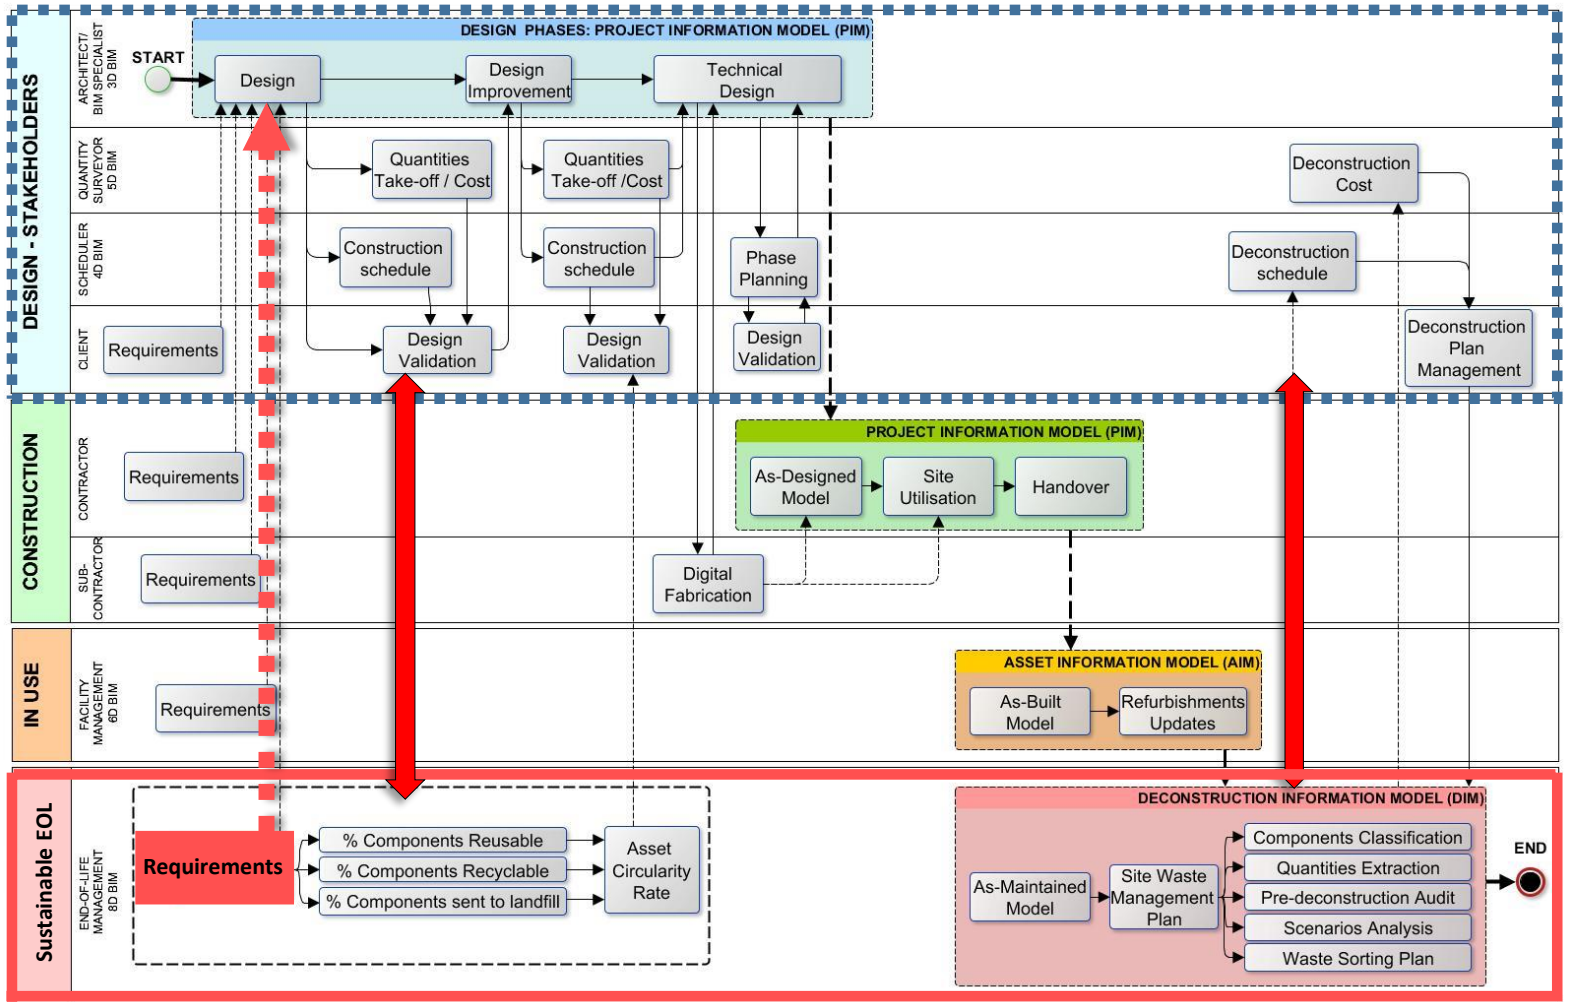 DESIGN PHASES: PROJECT INFORMATION MODEL (PIM)
DESIGN - STAKEHOLDERS
ARCHITECT/
BIM SPECIALIST
3D BIM
START
Design
Design
Improvement
Technical
Design
QUANTITY
SURVEYOR
5D BIM
Quantities
Take-off / Cost
Quantities
Take-off /Cost
Deconstruction
Cost
SCHEDULER
4D BIM
Construction
schedule
Construction
schedule
Phase
Planning
Deconstruction
schedule
CLIENT
Requirements
Design
Validation
Design
Validation
Design
Validation
Deconstruction
Plan
Management
CONSTRUCTION
CONTRACTOR
Requirements
PROJECT INFORMATION MODEL (PIM)
As-Designed
Model
Site
Utilisation
Handover
SUB-
CONTRACTOR
Requirements
Digital
Fabrication
IN USE
FACILITY
MANAGEMENT
6D BIM
Requirements
ASSET INFORMATION MODEL (AIM)
As-Built
Model
Refurbishments
Updates
Sustainable EOL
END-OF-LIFE
MANAGEMENT
8D BIM
Requirements
% Components Reusable
% Components Recyclable
% Components sent to landfill
Asset
Circularity
Rate
DECONSTRUCTION INFORMATION MODEL (DIM)
As-Maintained
Model
Site Waste
Management
Plan
Components Classification
Quantities Extraction
Pre-deconstruction Audit
Scenarios Analysis
Waste Sorting Plan
END